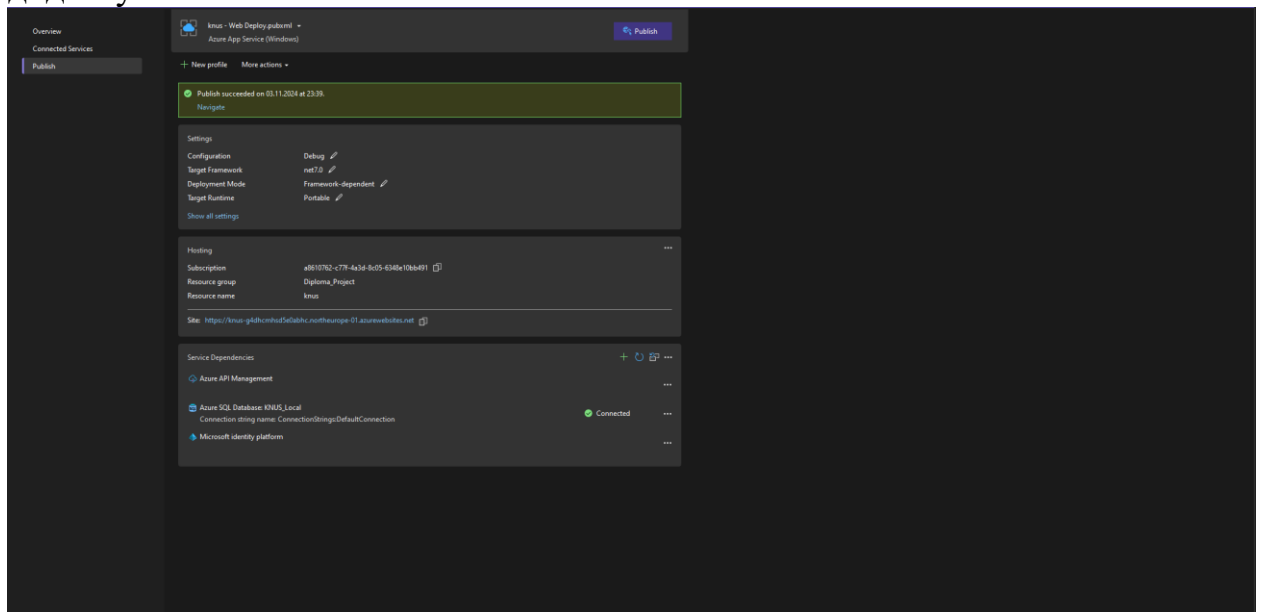 Overview
Connected Services
Publish
knus - Web Deploy.pubxml
Azure App Service (Windows)
Publish
New profile More actions
Publish succeeded on 03.11.2024 at 23:39.
Navigate
Settings
Configuration Debug
Target Framework net7.0
Deployment Mode Framework-dependent
Target Runtime Portable
Show all settings
Hosting
Subscription
Resource group Diploma_Project
Resource name knus
Site:
Service Dependencies
Azure API Management
Azure SQL Database: KNUS_Local
Connection string name: ConnectionStrings:DefaultConnection
Connected
Microsoft identity platform